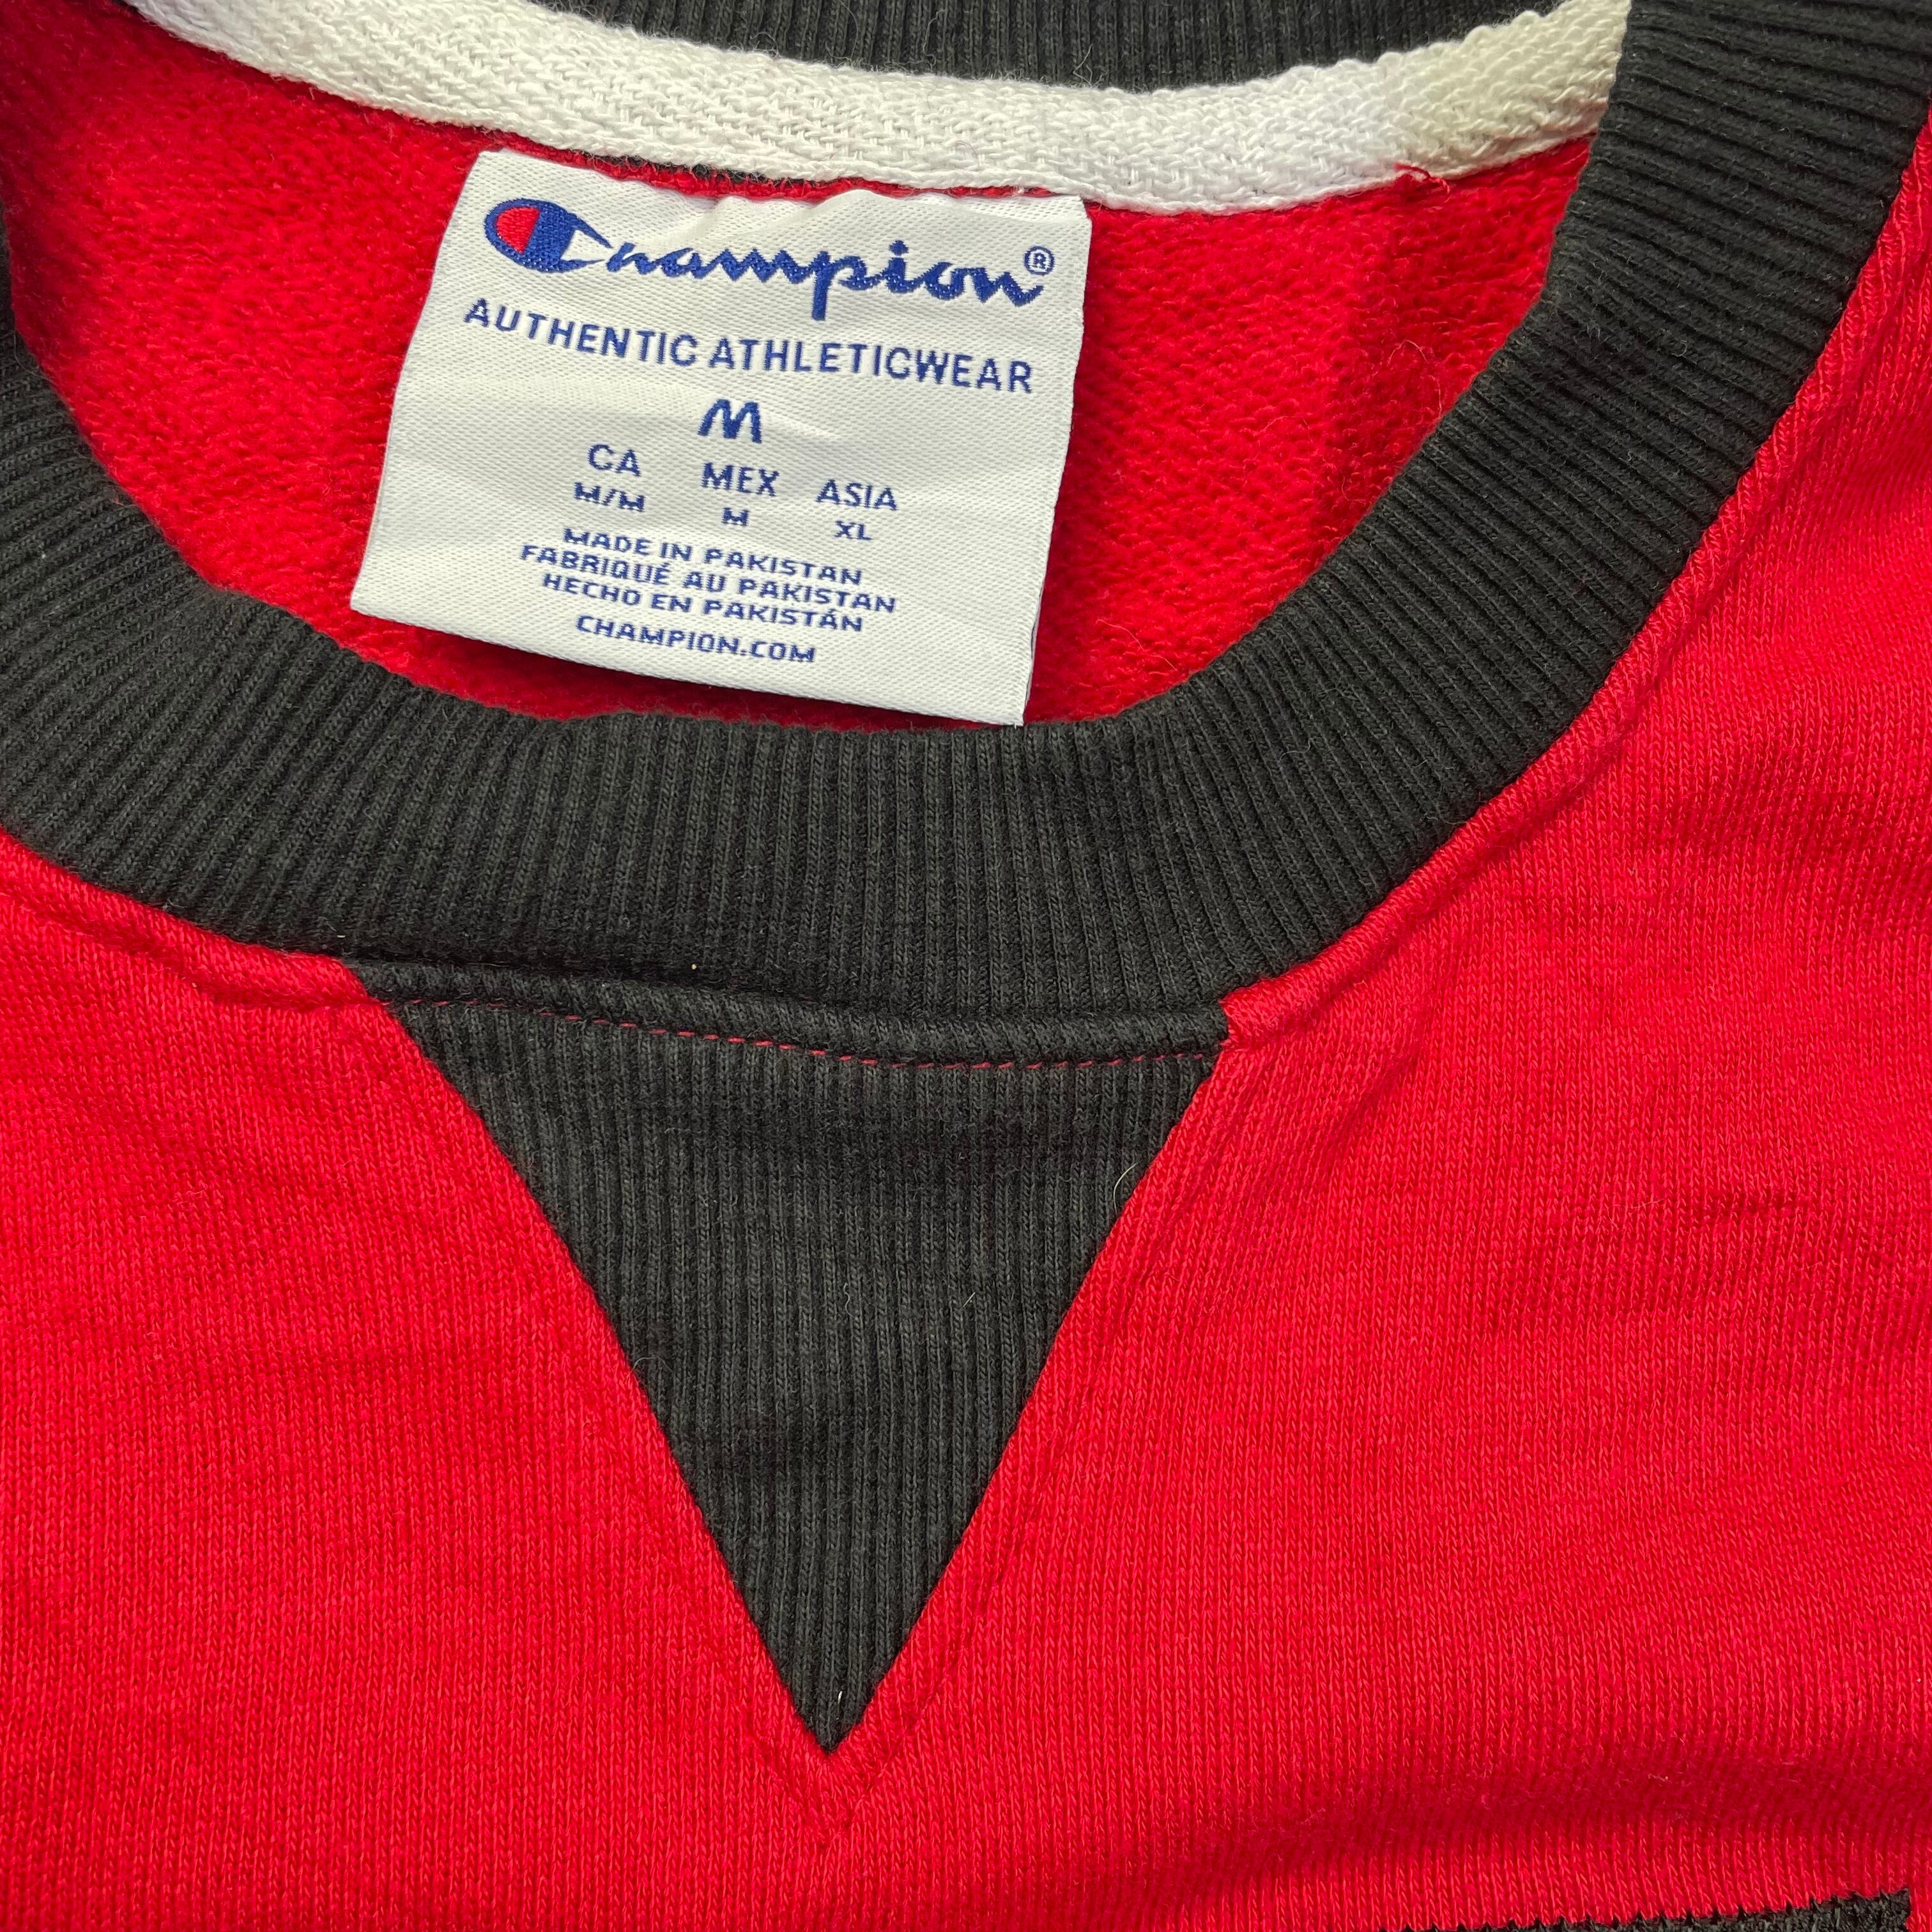 Champion®
AUTHENTIC ATHLETICWEAR
M
CA MEX ASIA
M/M M XL
MADE IN PAKISTAN
FABRIQUÉ AU PAKISTAN
HECHO EN PAKISTÁN
CHAMPION.COM